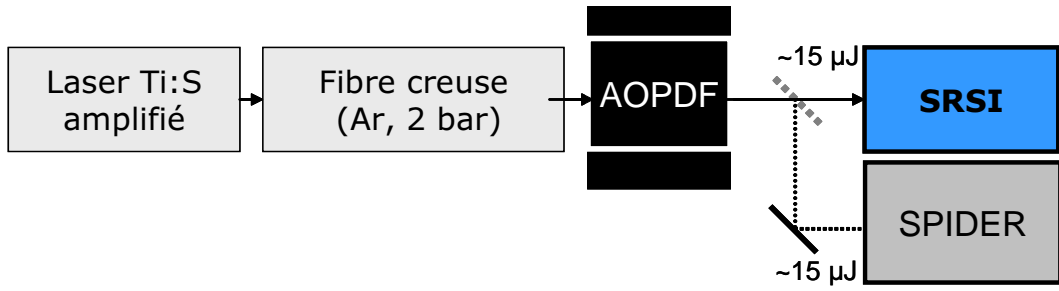 Laser Ti:S
amplifié
Fibre creuse
(Ar, 2 bar)
AOPDF
~15 µJ
SRSI
SPIDER
~15 µJ